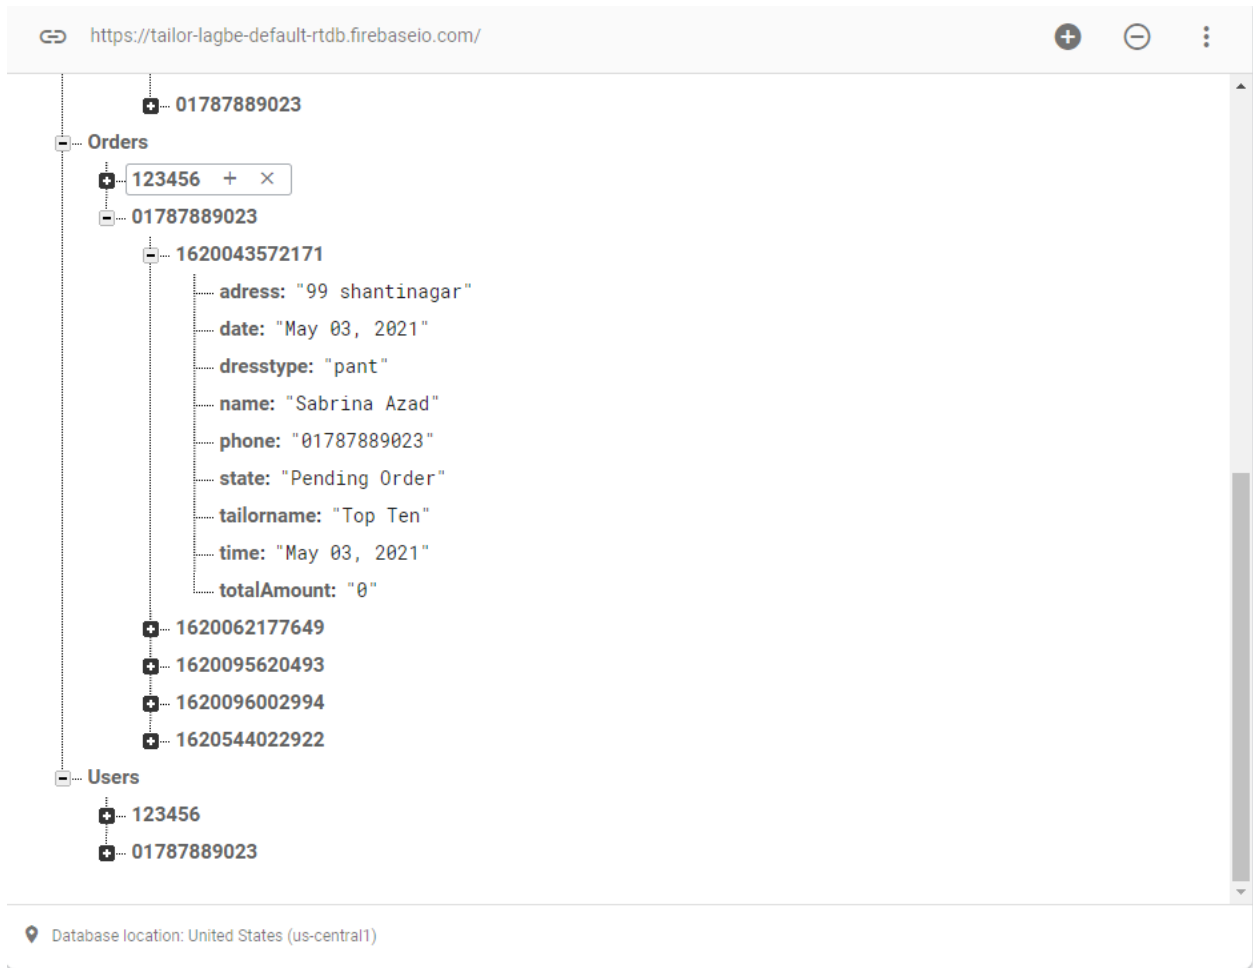 https://tailor-lagbe-default-rtdb.firebaseio.com/
01787889023
Orders
123456
01787889023
1620043572171
adress: "99 shantinagar"
date: "May 03, 2021"
dresstype: "pant"
name: "Sabrina Azad"
phone: "01787889023"
state: "Pending Order"
tailorname: "Top Ten"
time: "May 03, 2021"
totalAmount: "0"
1620062177649
1620095620493
1620096002994
1620544022922
Users
123456
01787889023
Database location: United States (us-central1)